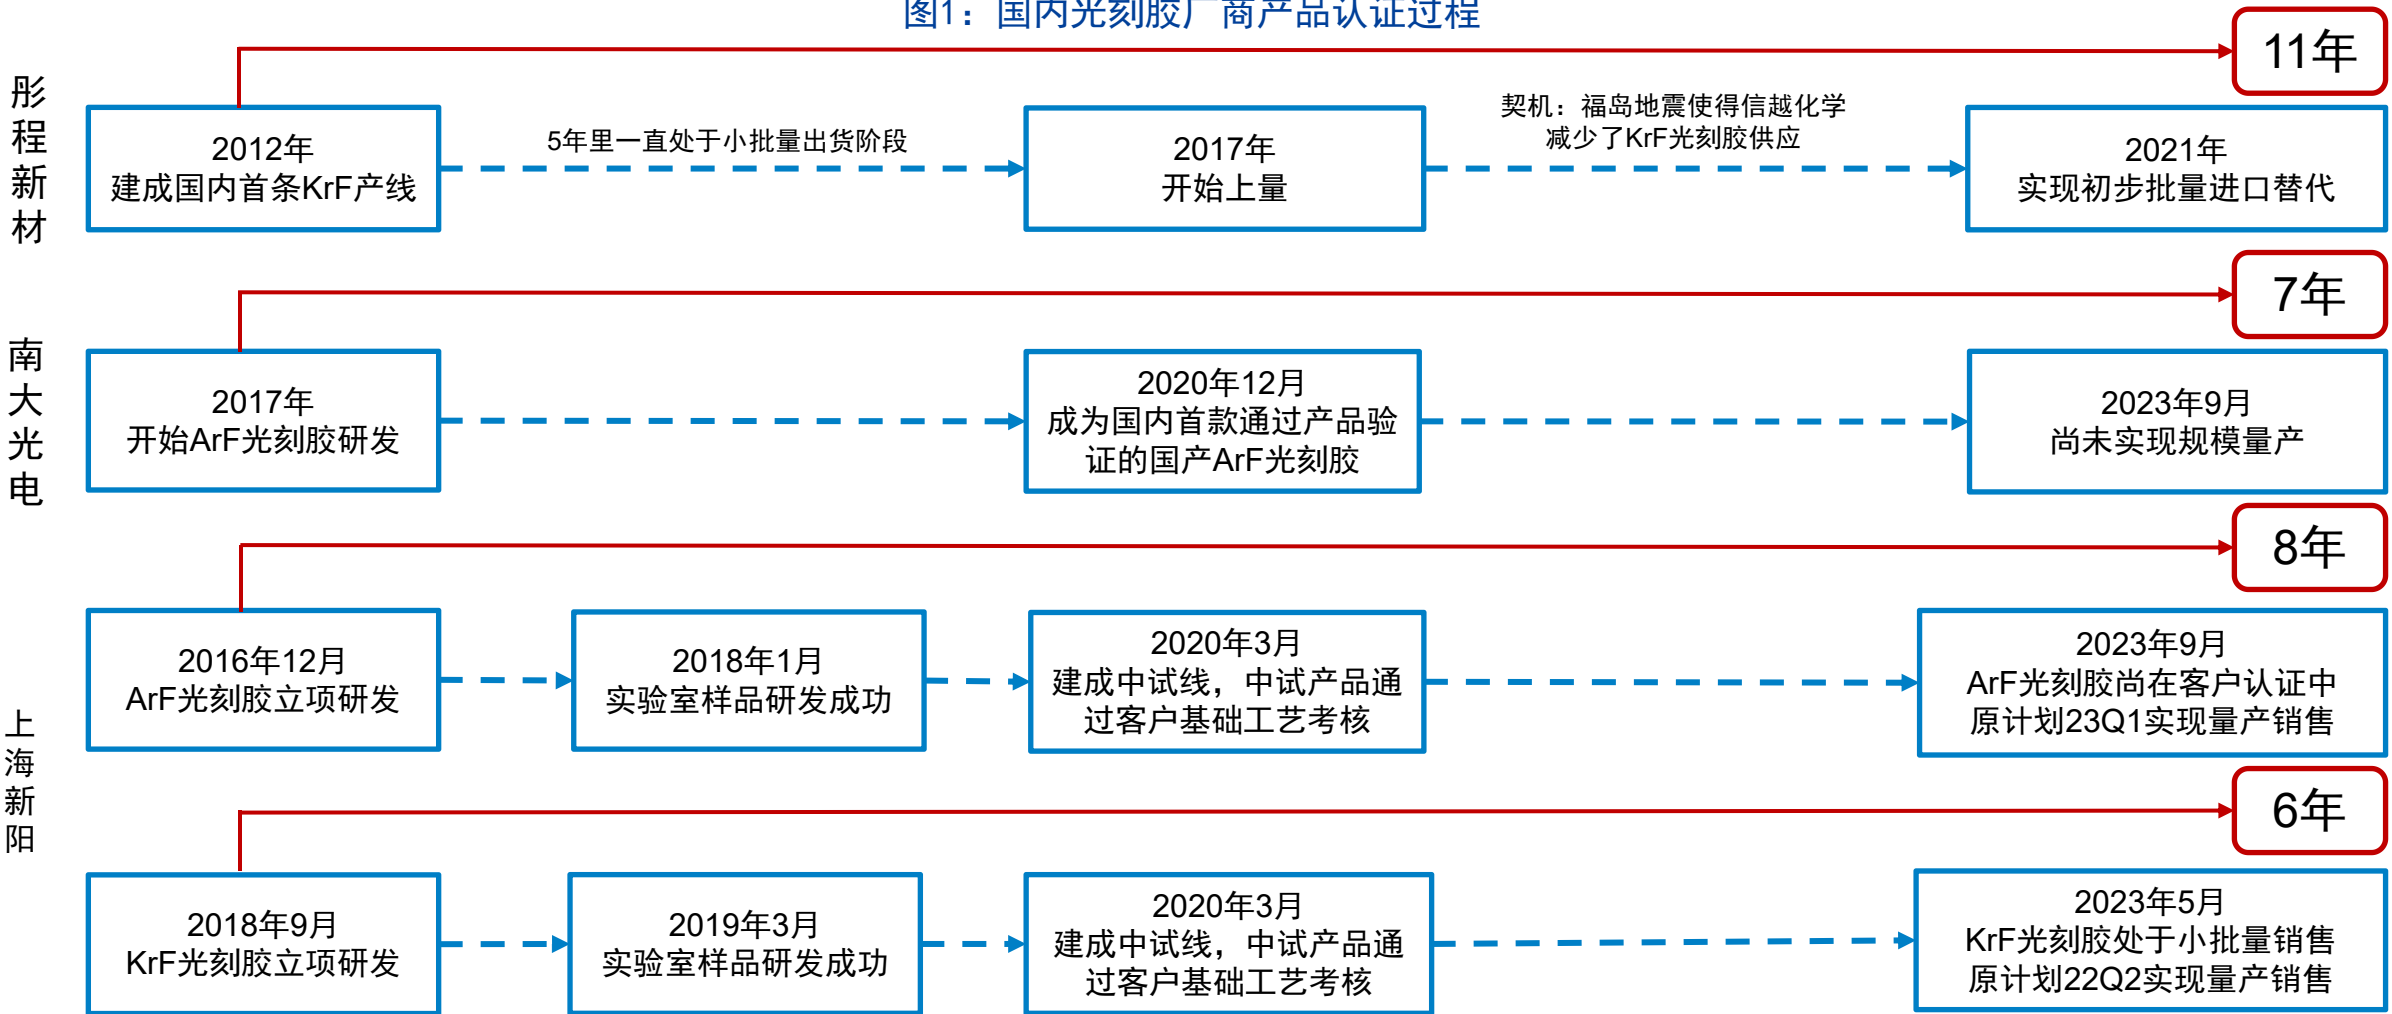 图1：国内光刻胶厂商产品认证过程
11年
彤程新材
2012年
建成国内首条KrF产线
5年里一直处于小批量出货阶段
2017年
开始上量
契机：福岛地震使得信越化学
减少了KrF光刻胶供应
2021年
实现初步批量进口替代
7年
南大光电
2017年
开始ArF光刻胶研发
2020年12月
成为国内首款通过产品验
证的国产ArF光刻胶
2023年9月
尚未实现规模量产
8年
上海新阳
2016年12月
ArF光刻胶立项研发
2018年1月
实验室样品研发成功
2020年3月
建成中试线，中试产品通
过客户基础工艺考核
2023年9月
ArF光刻胶尚在客户认证中
原计划23Q1实现量产销售
6年
2018年9月
KrF光刻胶立项研发
2019年3月
实验室样品研发成功
2020年3月
建成中试线，中试产品通
过客户基础工艺考核
2023年5月
KrF光刻胶处于小批量销售
原计划22Q2实现量产销售